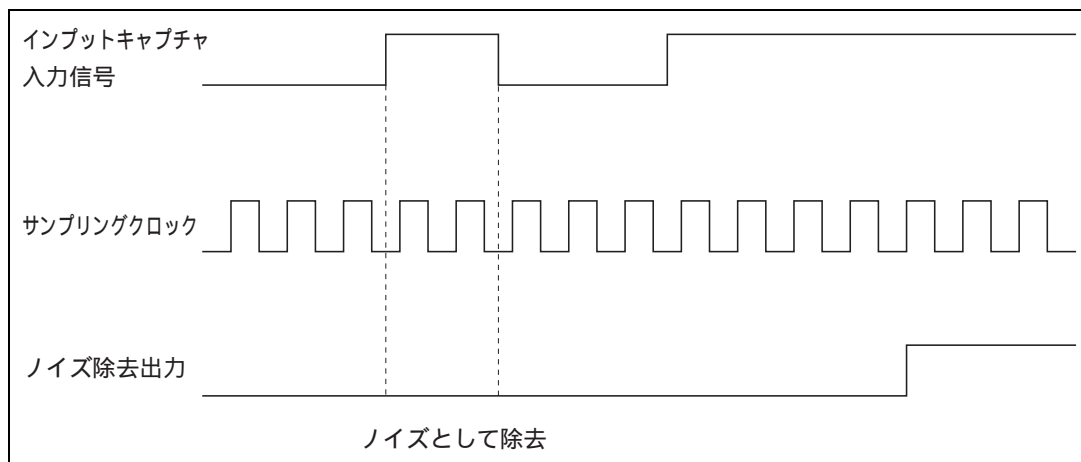 インプットキャプチャ
入力信号
サンプリングクロック
ノイズ除去出力
ノイズとして除去